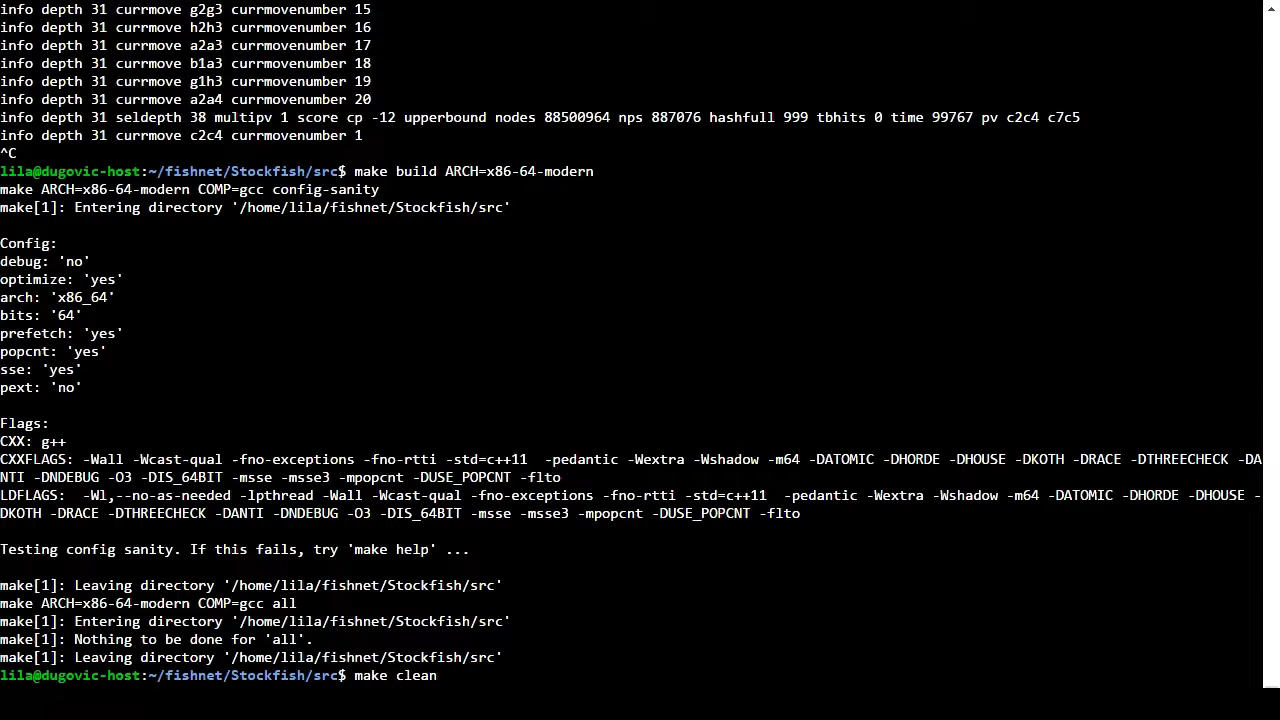 info depth 31 currmove g2g3 currmovenumber 15
info depth 31 currmove h2h3 currmovenumber 16
info depth 31 currmove a2a3 currmovenumber 17
info depth 31 currmove b1a3 currmovenumber 18
info depth 31 currmove g1h3 currmovenumber 19
info depth 31 currmove a2a4 currmovenumber 20
info depth 31 seldepth 38 multipv 1 score cp -12 upperbound nodes 88500964 nps 887076 hashfull 999 tbhits 0 time 99767 pv c2c4 c7c5
info depth 31 currmove c2c4 currmovenumber 1
^C
lila@dugovic-host:~/fishnet/Stockfish/src$ make build ARCH=x86-64-modern
make ARCH=x86-64-modern COMP=gcc config-sanity
make[1]: Entering directory '/home/lila/fishnet/Stockfish/src'

Config:
debug: 'no'
optimize: 'yes'
arch: 'x86_64'
bits: '64'
prefetch: 'yes'
popcnt: 'yes'
sse: 'yes'
pext: 'no'

Flags:
CXX: g++
CXXFLAGS: -Wall -Wcast-qual -fno-exceptions -fno-rtti -std=c++11  -pedantic -Wextra -Wshadow -m64 -DATOMIC -DHORDE -DHOUSE -DKOTH -DRACE -DTHREECHECK -DA
NTI -DNDEBUG -O3 -DIS_64BIT -msse -msse3 -mpopcnt -DUSE_POPCNT -flto
LDFLAGS:  -Wl,--no-as-needed -lpthread -Wall -Wcast-qual -fno-exceptions -fno-rtti -std=c++11  -pedantic -Wextra -Wshadow -m64 -DATOMIC -DHORDE -DHOUSE -
DKOTH -DRACE -DTHREECHECK -DANTI -DNDEBUG -O3 -DIS_64BIT -msse -msse3 -mpopcnt -DUSE_POPCNT -flto

Testing config sanity. If this fails, try 'make help' ...

make[1]: Leaving directory '/home/lila/fishnet/Stockfish/src'
make ARCH=x86-64-modern COMP=gcc all
make[1]: Entering directory '/home/lila/fishnet/Stockfish/src'
make[1]: Nothing to be done for 'all'.
make[1]: Leaving directory '/home/lila/fishnet/Stockfish/src'
lila@dugovic-host:~/fishnet/Stockfish/src$ make clean